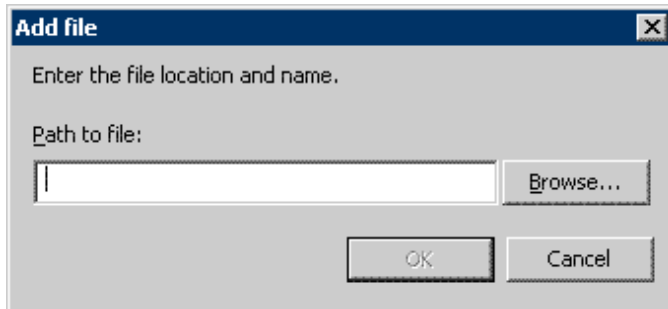 Add file
Enter the file location and name.
Path to file:
Browse...
OK
Cancel